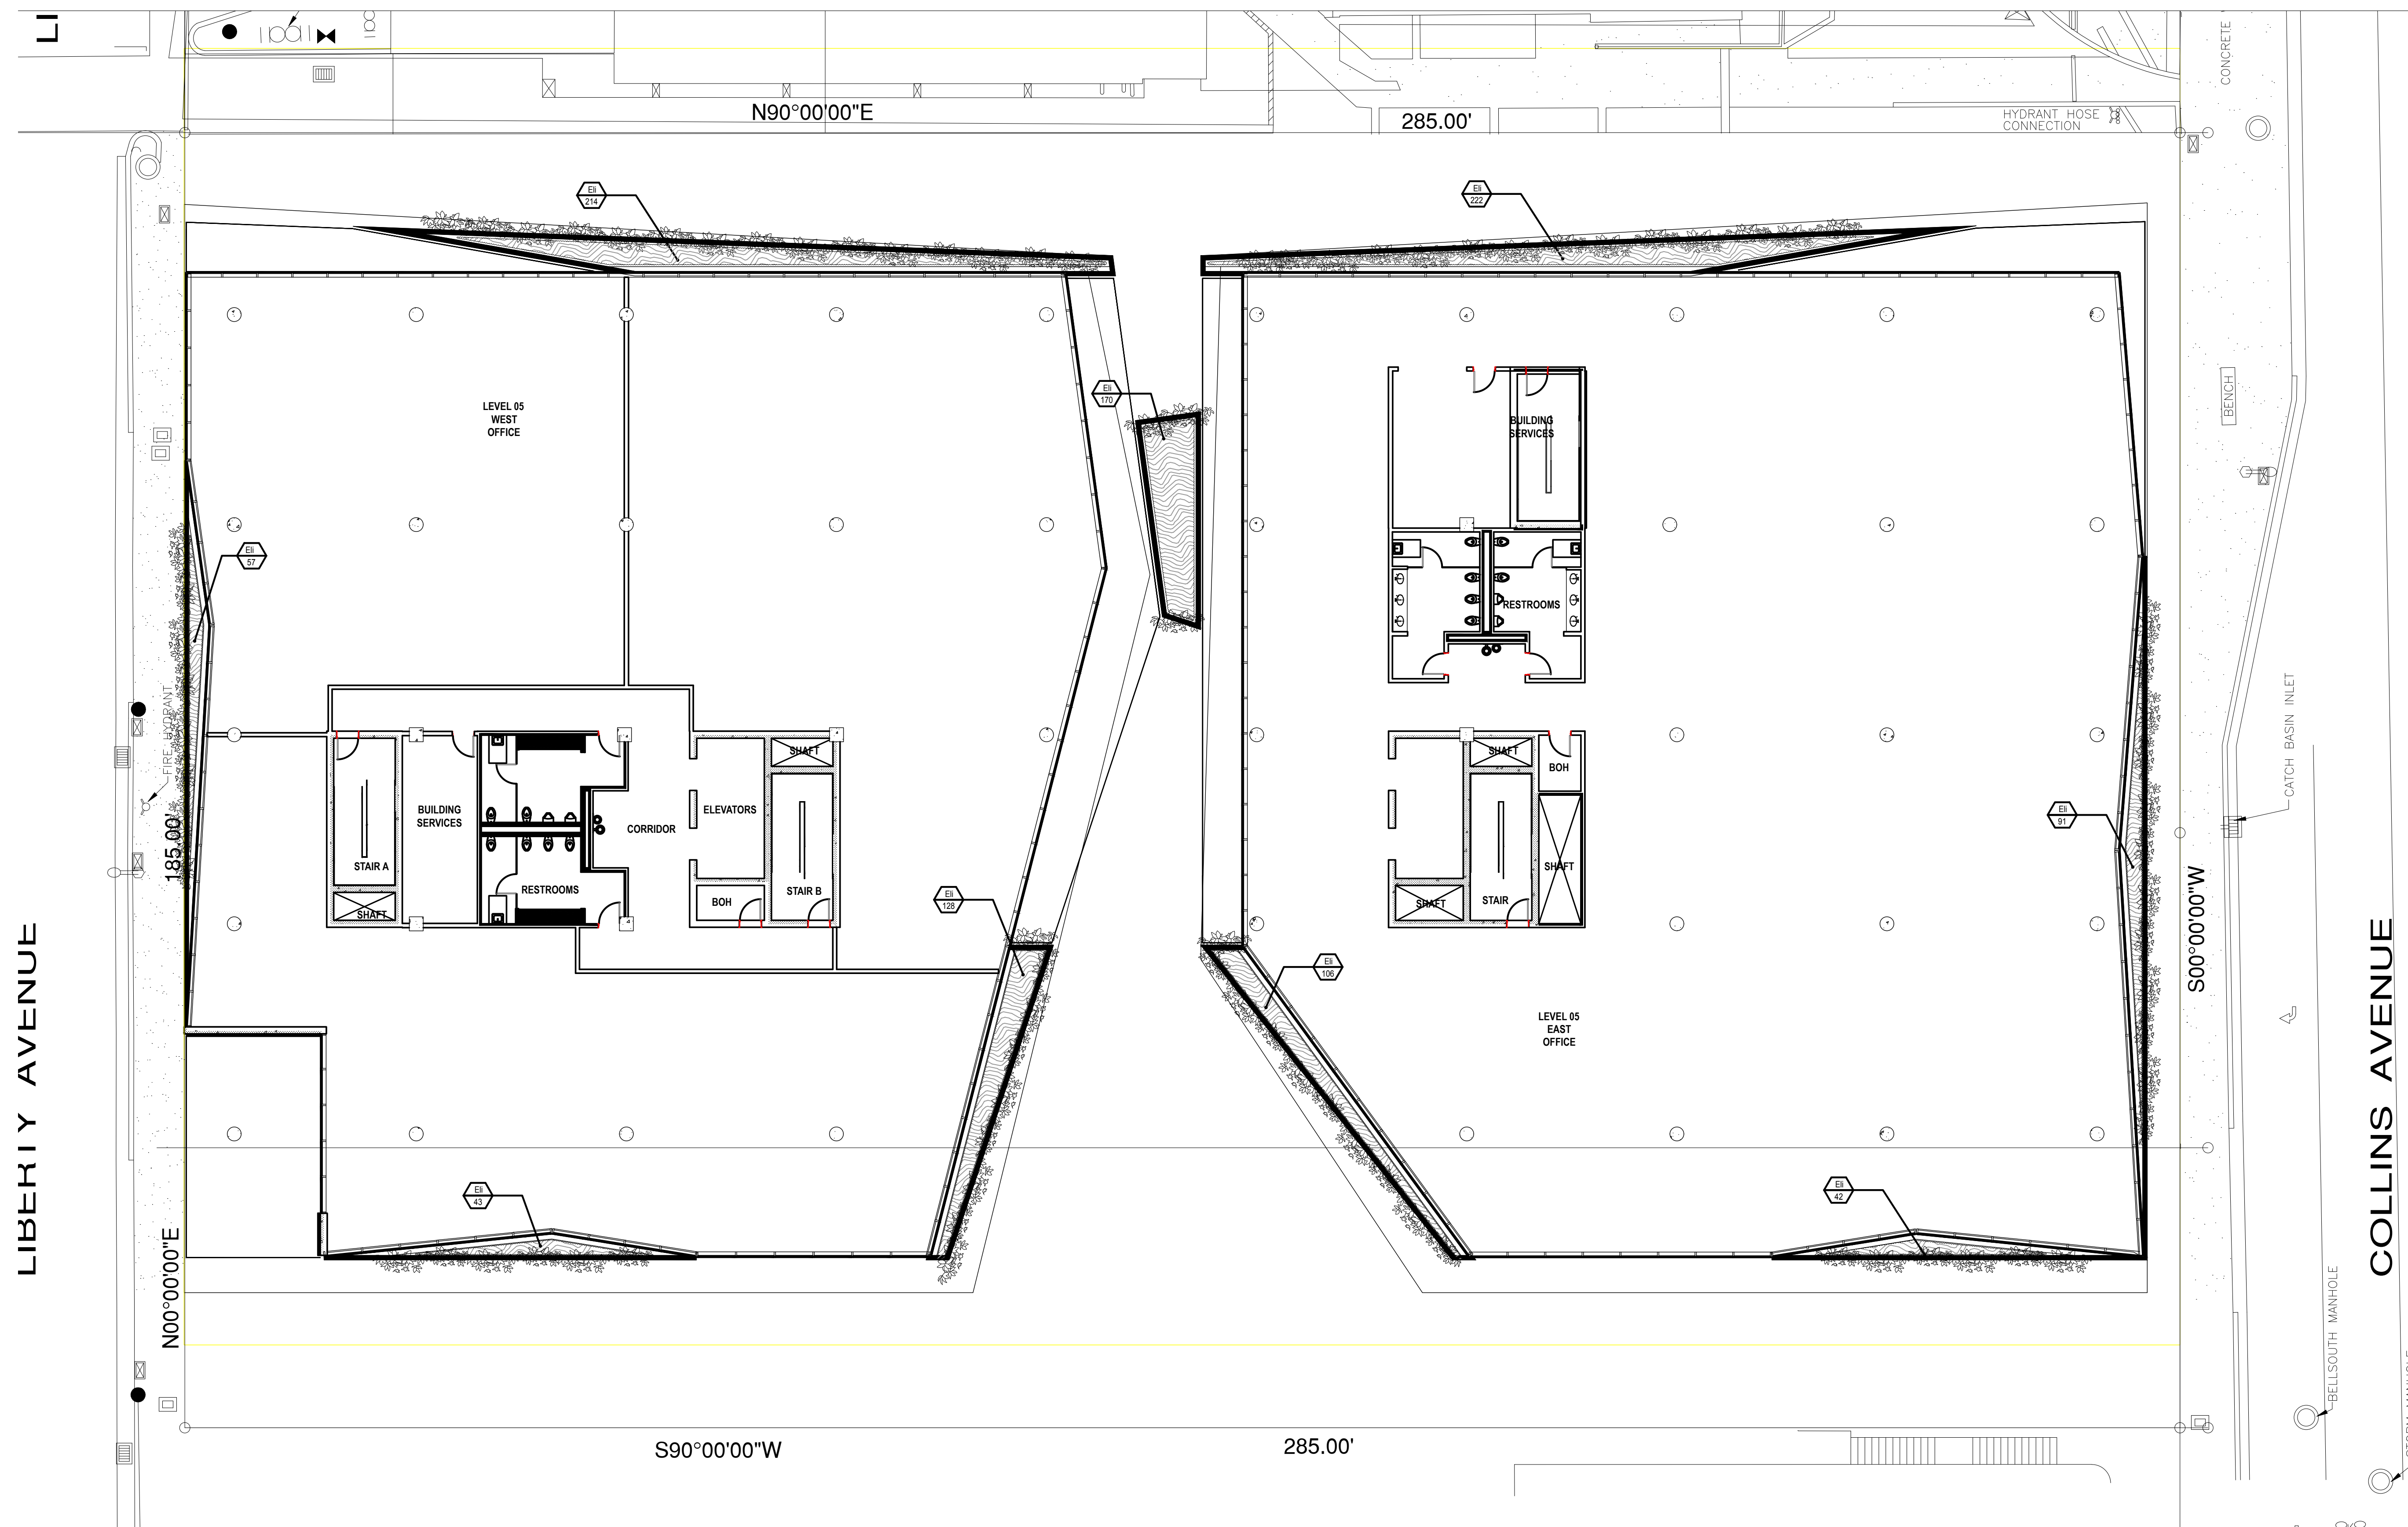 LI
CONCRETE
N90°00'00"E
285.00'
HYDRANT HOSE
CONNECTION
Eli
214
Eli
222
Eli
170
LEVEL 05
WEST
OFFICE
BUILDING
SERVICES
BENCH
Eli
57
RESTROOMS
FIRE HYDRANT
CATCH BASIN INLET
SHAFT
SHAFT
BOH
BUILDING
SERVICES
ELEVATORS
CORRIDOR
Eli
91
185.00'
STAIR A
SHAFT
RESTROOMS
STAIR B
BOH
SHAFT
Eli
128
SHAFT
STAIR
S00°00'00"W
Eli
106
LEVEL 05
EAST
OFFICE
LIBERTY AVENUE
COLLINS AVENUE
Eli
43
Eli
42
N00°00'00"E
BELLSOUTH MANHOLE
S90°00'00"W
285.00'